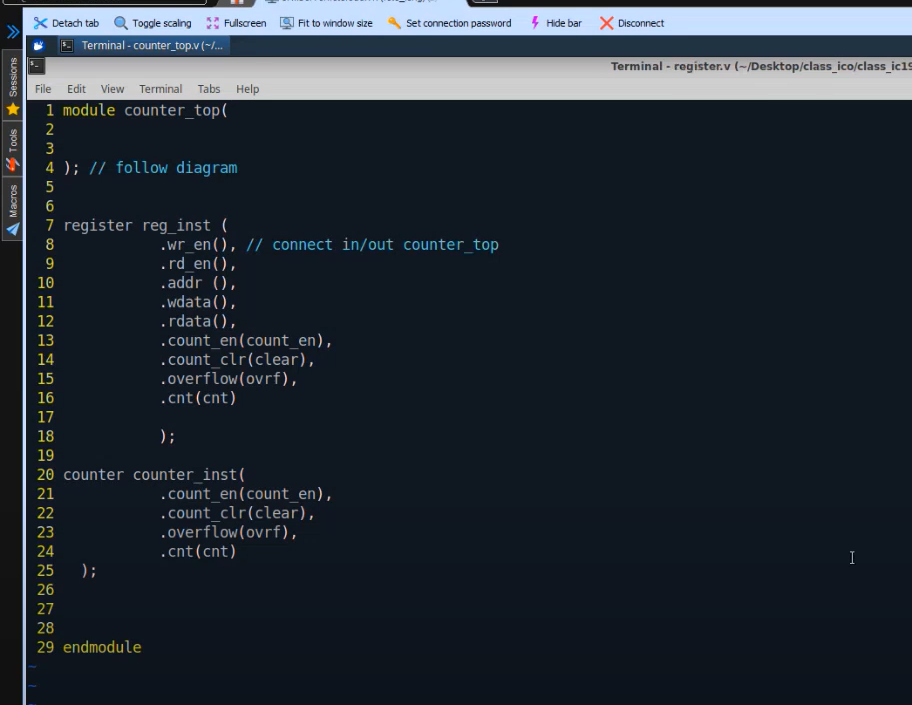 Detach tab Toggle scaling Fullscreen Fit to window size Set connection password Hide bar Disconnect
Terminal - counter_top.v (~/...
Terminal - register.v (~/Desktop/class_ico/class_ic19
File Edit View Terminal Tabs Help
Sessions
Tools
Macros
1 module counter_top(
2
3
4 ); // follow diagram
5
6
7 register reg_inst (
8 .wr_en(), // connect in/out counter_top
9 .rd_en(),
10 .addr (),
11 .wdata(),
12 .rdata(),
13 .count_en(count_en),
14 .count_clr(clear),
15 .overflow(ovrf),
16 .cnt(cnt)
17
18 );
19
20 counter counter_inst(
21 .count_en(count_en),
22 .count_clr(clear),
23 .overflow(ovrf),
24 .cnt(cnt)
25 );
26
27
28
29 endmodule
~
~
~